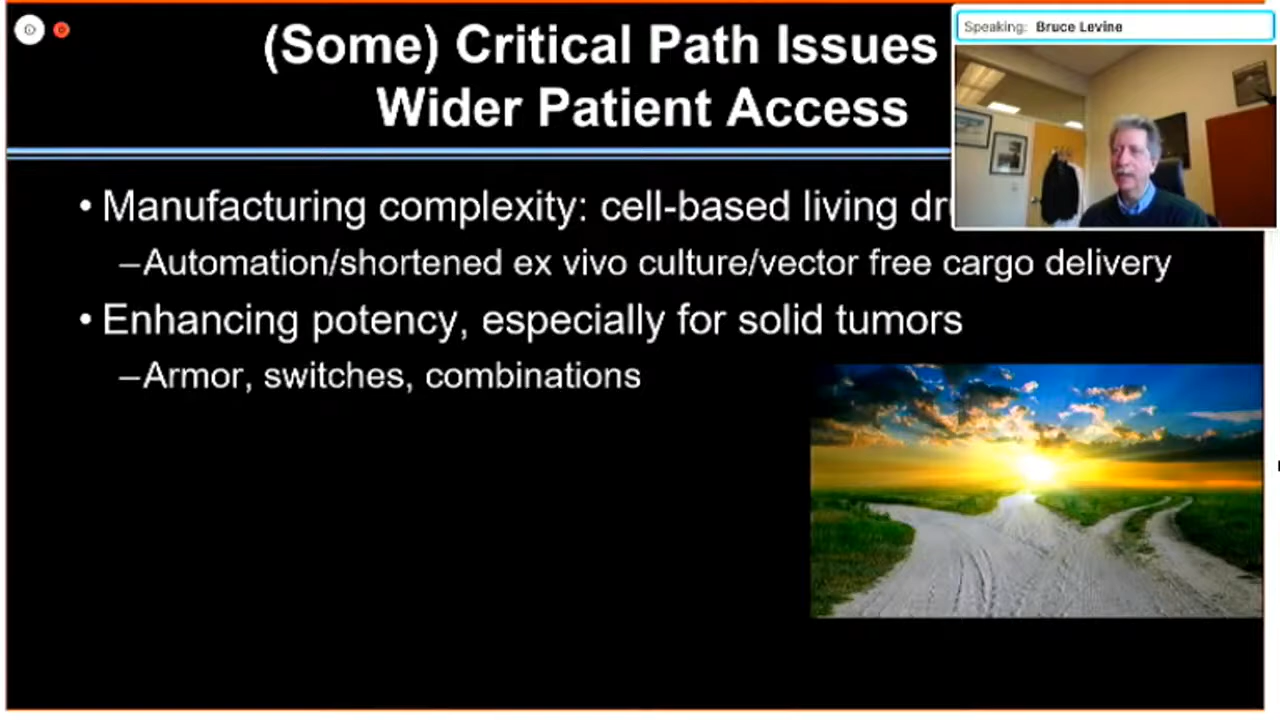 (Some) Critical Path Issues
Wider Patient Access
Speaking: Bruce Levine
• Manufacturing complexity: cell-based living
–Automation/shortened ex vivo culture/vector free cargo delivery
• Enhancing potency, especially for solid tumors
–Armor, switches, combinations